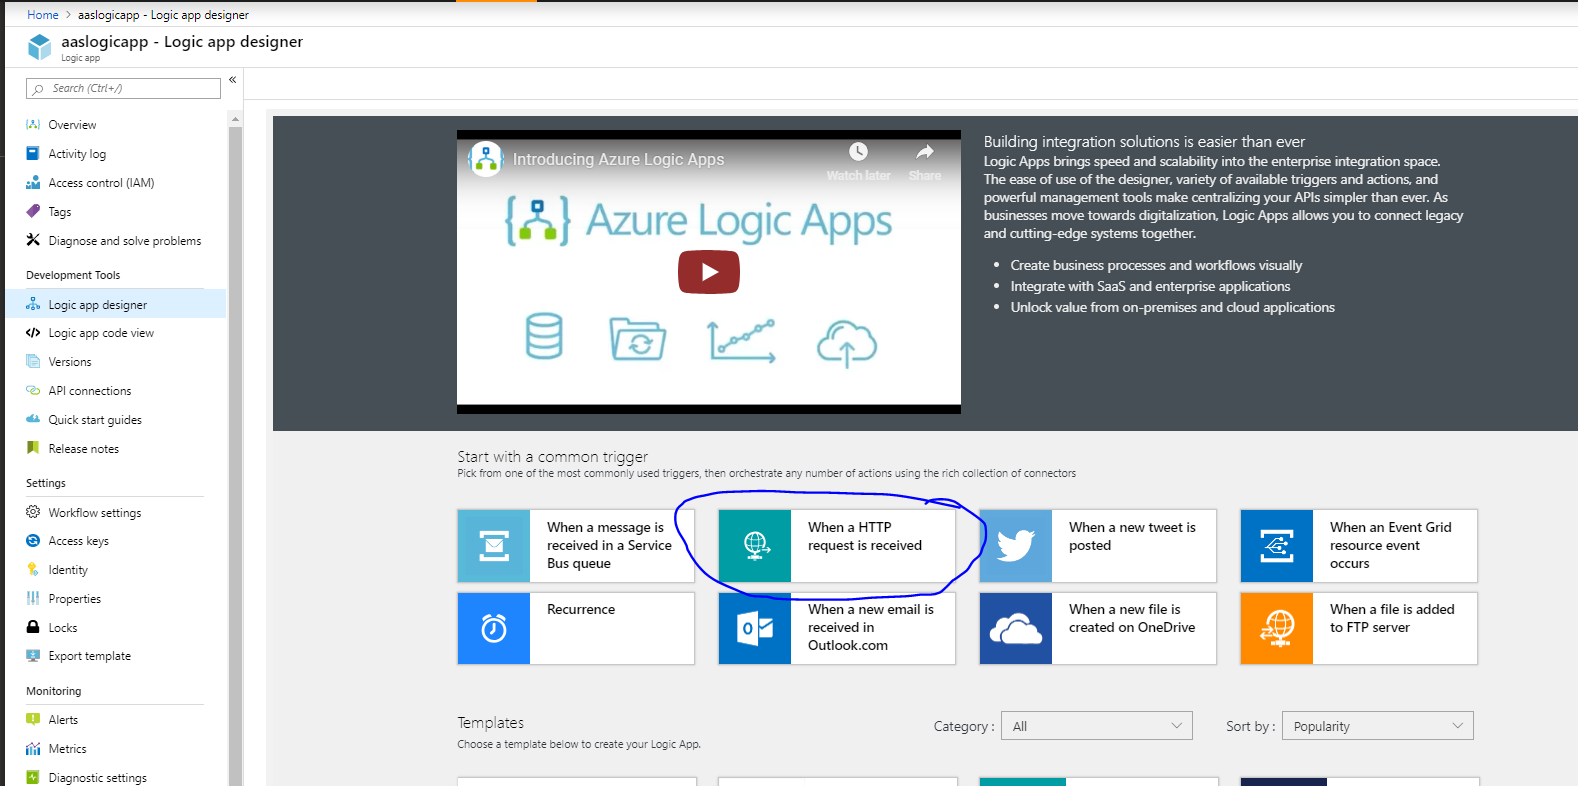 Home > aaslogicapp - Logic app designer
aaslogicapp - Logic app designer
Logic app
Search (Ctrl+/)
«
Overview
Activity log
Access control (IAM)
Tags
Diagnose and solve problems
Development Tools
Logic app designer
Logic app code view
Versions
API connections
Quick start guides
Release notes
Settings
Workflow settings
Access keys
Identity
Properties
Locks
Export template
Monitoring
Alerts
Metrics
Diagnostic settings
Introducing Azure Logic Apps
Watch later
Share
Azure Logic Apps
Building integration solutions is easier than ever
Logic Apps brings speed and scalability into the enterprise integration space.
The ease of use of the designer, variety of available triggers and actions, and
powerful management tools make centralizing your APIs simpler than ever. As
businesses move towards digitalization, Logic Apps allows you to connect legacy
and cutting-edge systems together.
• Create business processes and workflows visually
• Integrate with SaaS and enterprise applications
• Unlock value from on-premises and cloud applications
Start with a common trigger
Pick from one of the most commonly used triggers, then orchestrate any number of actions using the rich collection of connectors
When a message is
received in a Service
Bus queue
When a HTTP
request is received
When a new tweet is
posted
When an Event Grid
resource event
occurs
Recurrence
When a new email is
received in
Outlook.com
When a new file is
created on OneDrive
When a file is added
to FTP server
Templates
Choose a template below to create your Logic App.
Category : All
Sort by : Popularity